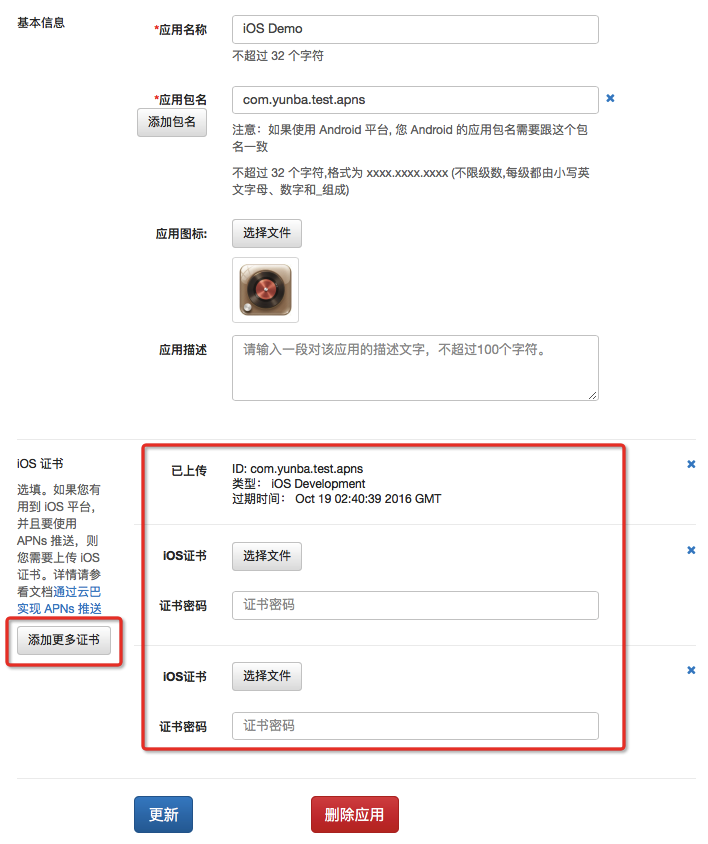 基本信息
*应用名称
iOS Demo
不超过 32 个字符
*应用包名
com.yunba.test.apns
添加包名
注意：如果使用 Android 平台, 您 Android 的应用包名需要跟这个包
名一致
不超过 32 个字符,格式为 xxxx.xxxx.xxxx (不限级数,每级都由小写英
文字母、数字和_组成)
应用图标:
选择文件
应用描述
请输入一段对该应用的描述文字，不超过100个字符。
iOS 证书
选填。如果您有
用到 iOS 平台，
并且要使用
APNs 推送，则
您需要上传 iOS
证书。详情请参
看文档通过云巴
实现 APNs 推送
添加更多证书
已上传
ID: com.yunba.test.apns
类型： iOS Development
过期时间： Oct 19 02:40:39 2016 GMT
iOS证书
选择文件
证书密码
证书密码
iOS证书
选择文件
证书密码
证书密码
更新
删除应用